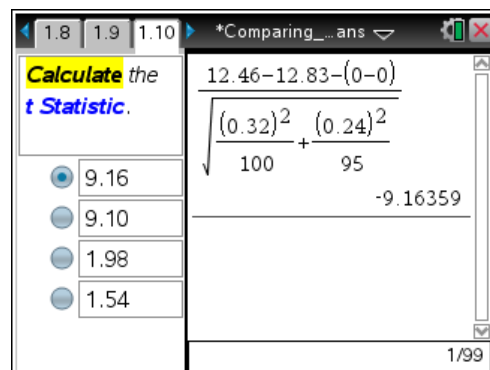 1.8 1.9 1.10 *Comparing_...ans
Calculate the
t Statistic.
9.16
9.10
1.98
1.54
12.46-12.83-(0-0)
(0.32)² + (0.24)²
100 95
-9.16359
1/99